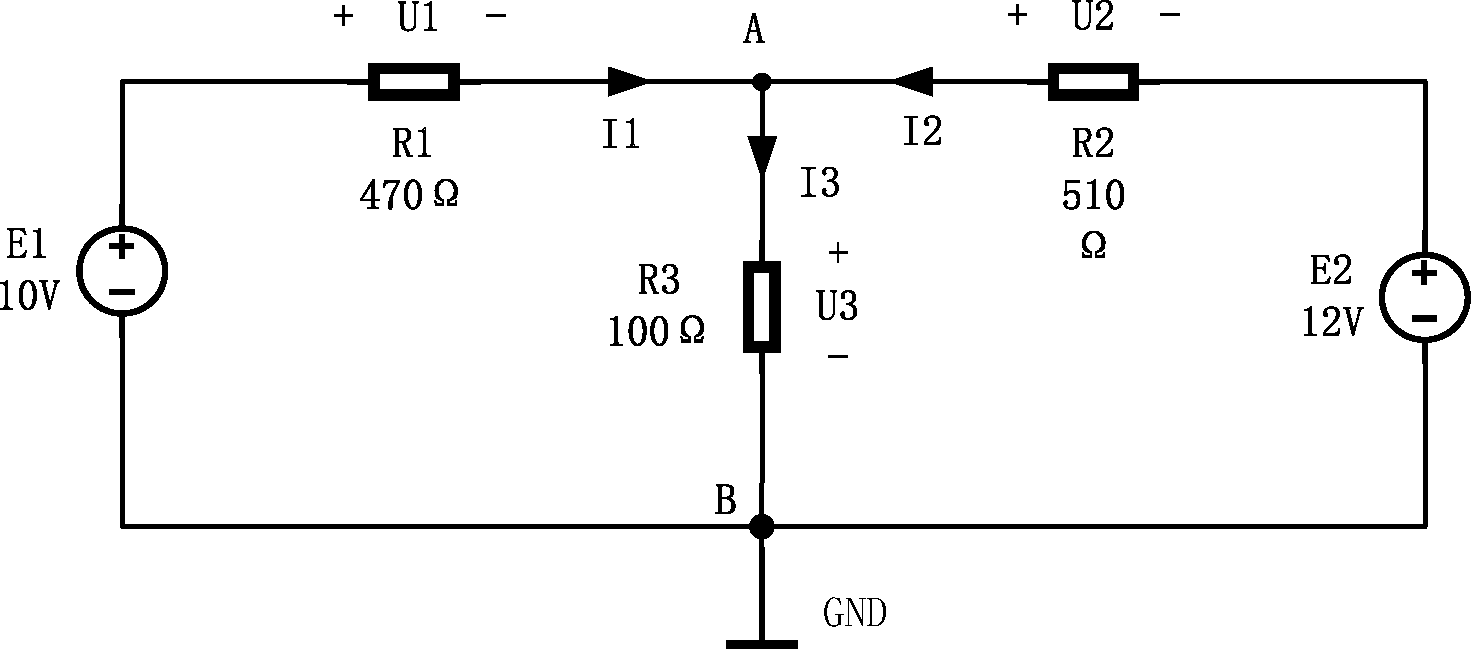 + U1 -
A
+ U2 -
I1
I2
R1
470Ω
R2
510
Ω
I3
E1
10V
+
-
R3
100Ω
+
U3
-
E2
12V
+
-
B
GND